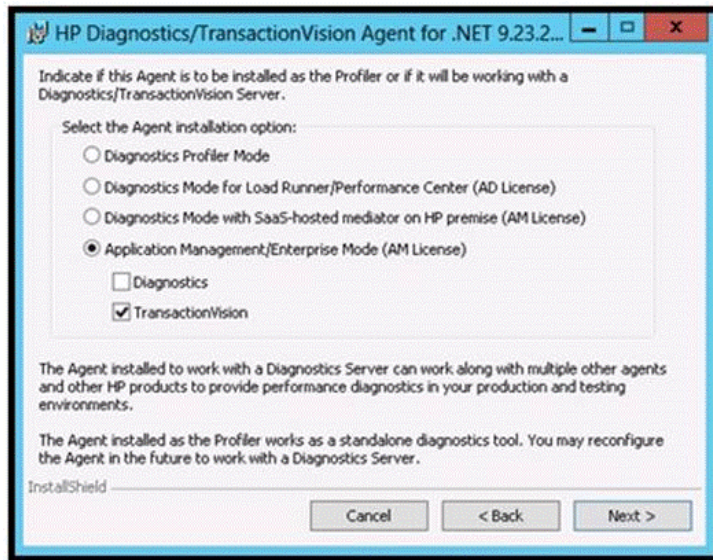 HP Diagnostics/TransactionVision Agent for .NET 9.23.2...
Indicate if this Agent is to be installed as the Profiler or if it will be working with a
Diagnostics/TransactionVision Server.
Select the Agent installation option:
Diagnostics Profiler Mode
Diagnostics Mode for Load Runner/Performance Center (AD License)
Diagnostics Mode with SaaS-hosted mediator on HP premise (AM License)
Application Management/Enterprise Mode (AM License)
Diagnostics
TransactionVision
The Agent installed to work with a Diagnostics Server can work along with multiple other agents
and other HP products to provide performance diagnostics in your production and testing
environments.
The Agent installed as the Profiler works as a standalone diagnostics tool. You may reconfigure
the Agent in the future to work with a Diagnostics Server.
InstallShield
Cancel
< Back
Next >